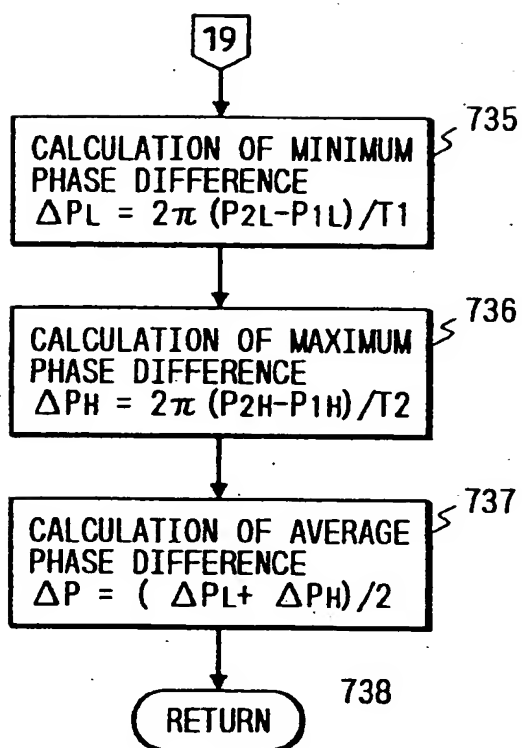 19
735
CALCULATION OF MINIMUM
PHASE DIFFERENCE
ΔPL = 2π (P2L-P1L)/T1
736
CALCULATION OF MAXIMUM
PHASE DIFFERENCE
ΔPH = 2π (P2H-P1H)/T2
737
CALCULATION OF AVERAGE
PHASE DIFFERENCE
ΔP = ( ΔPL+ ΔPH)/2
738
RETURN